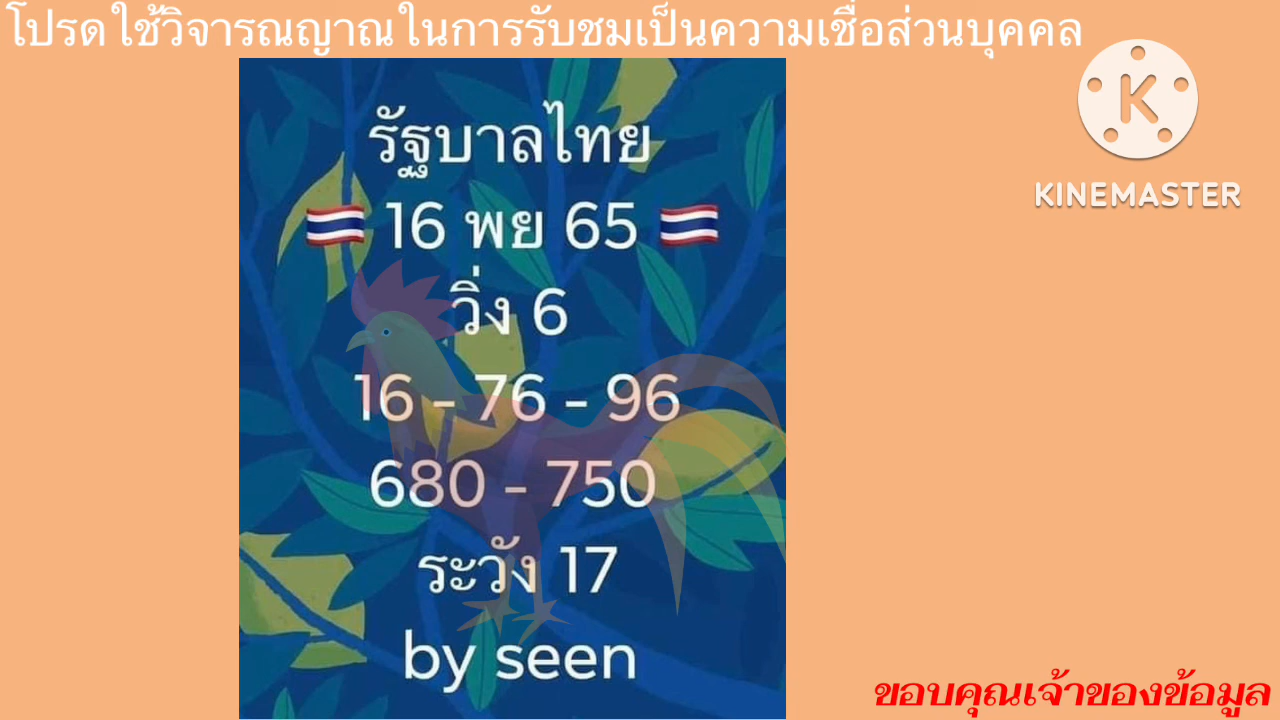 โปรดใช้วิจารณญาณในการรับชมเป็นความเชื่อส่วนบุคคล
K
KINEMASTER
รัฐบาลไทย
🇹🇭 16 พย 65 🇹🇭
วิ่ง 6
16 - 76 - 96
680 - 750
ระวัง 17
by seen
ขอบคุณเจ้าของข้อมูล